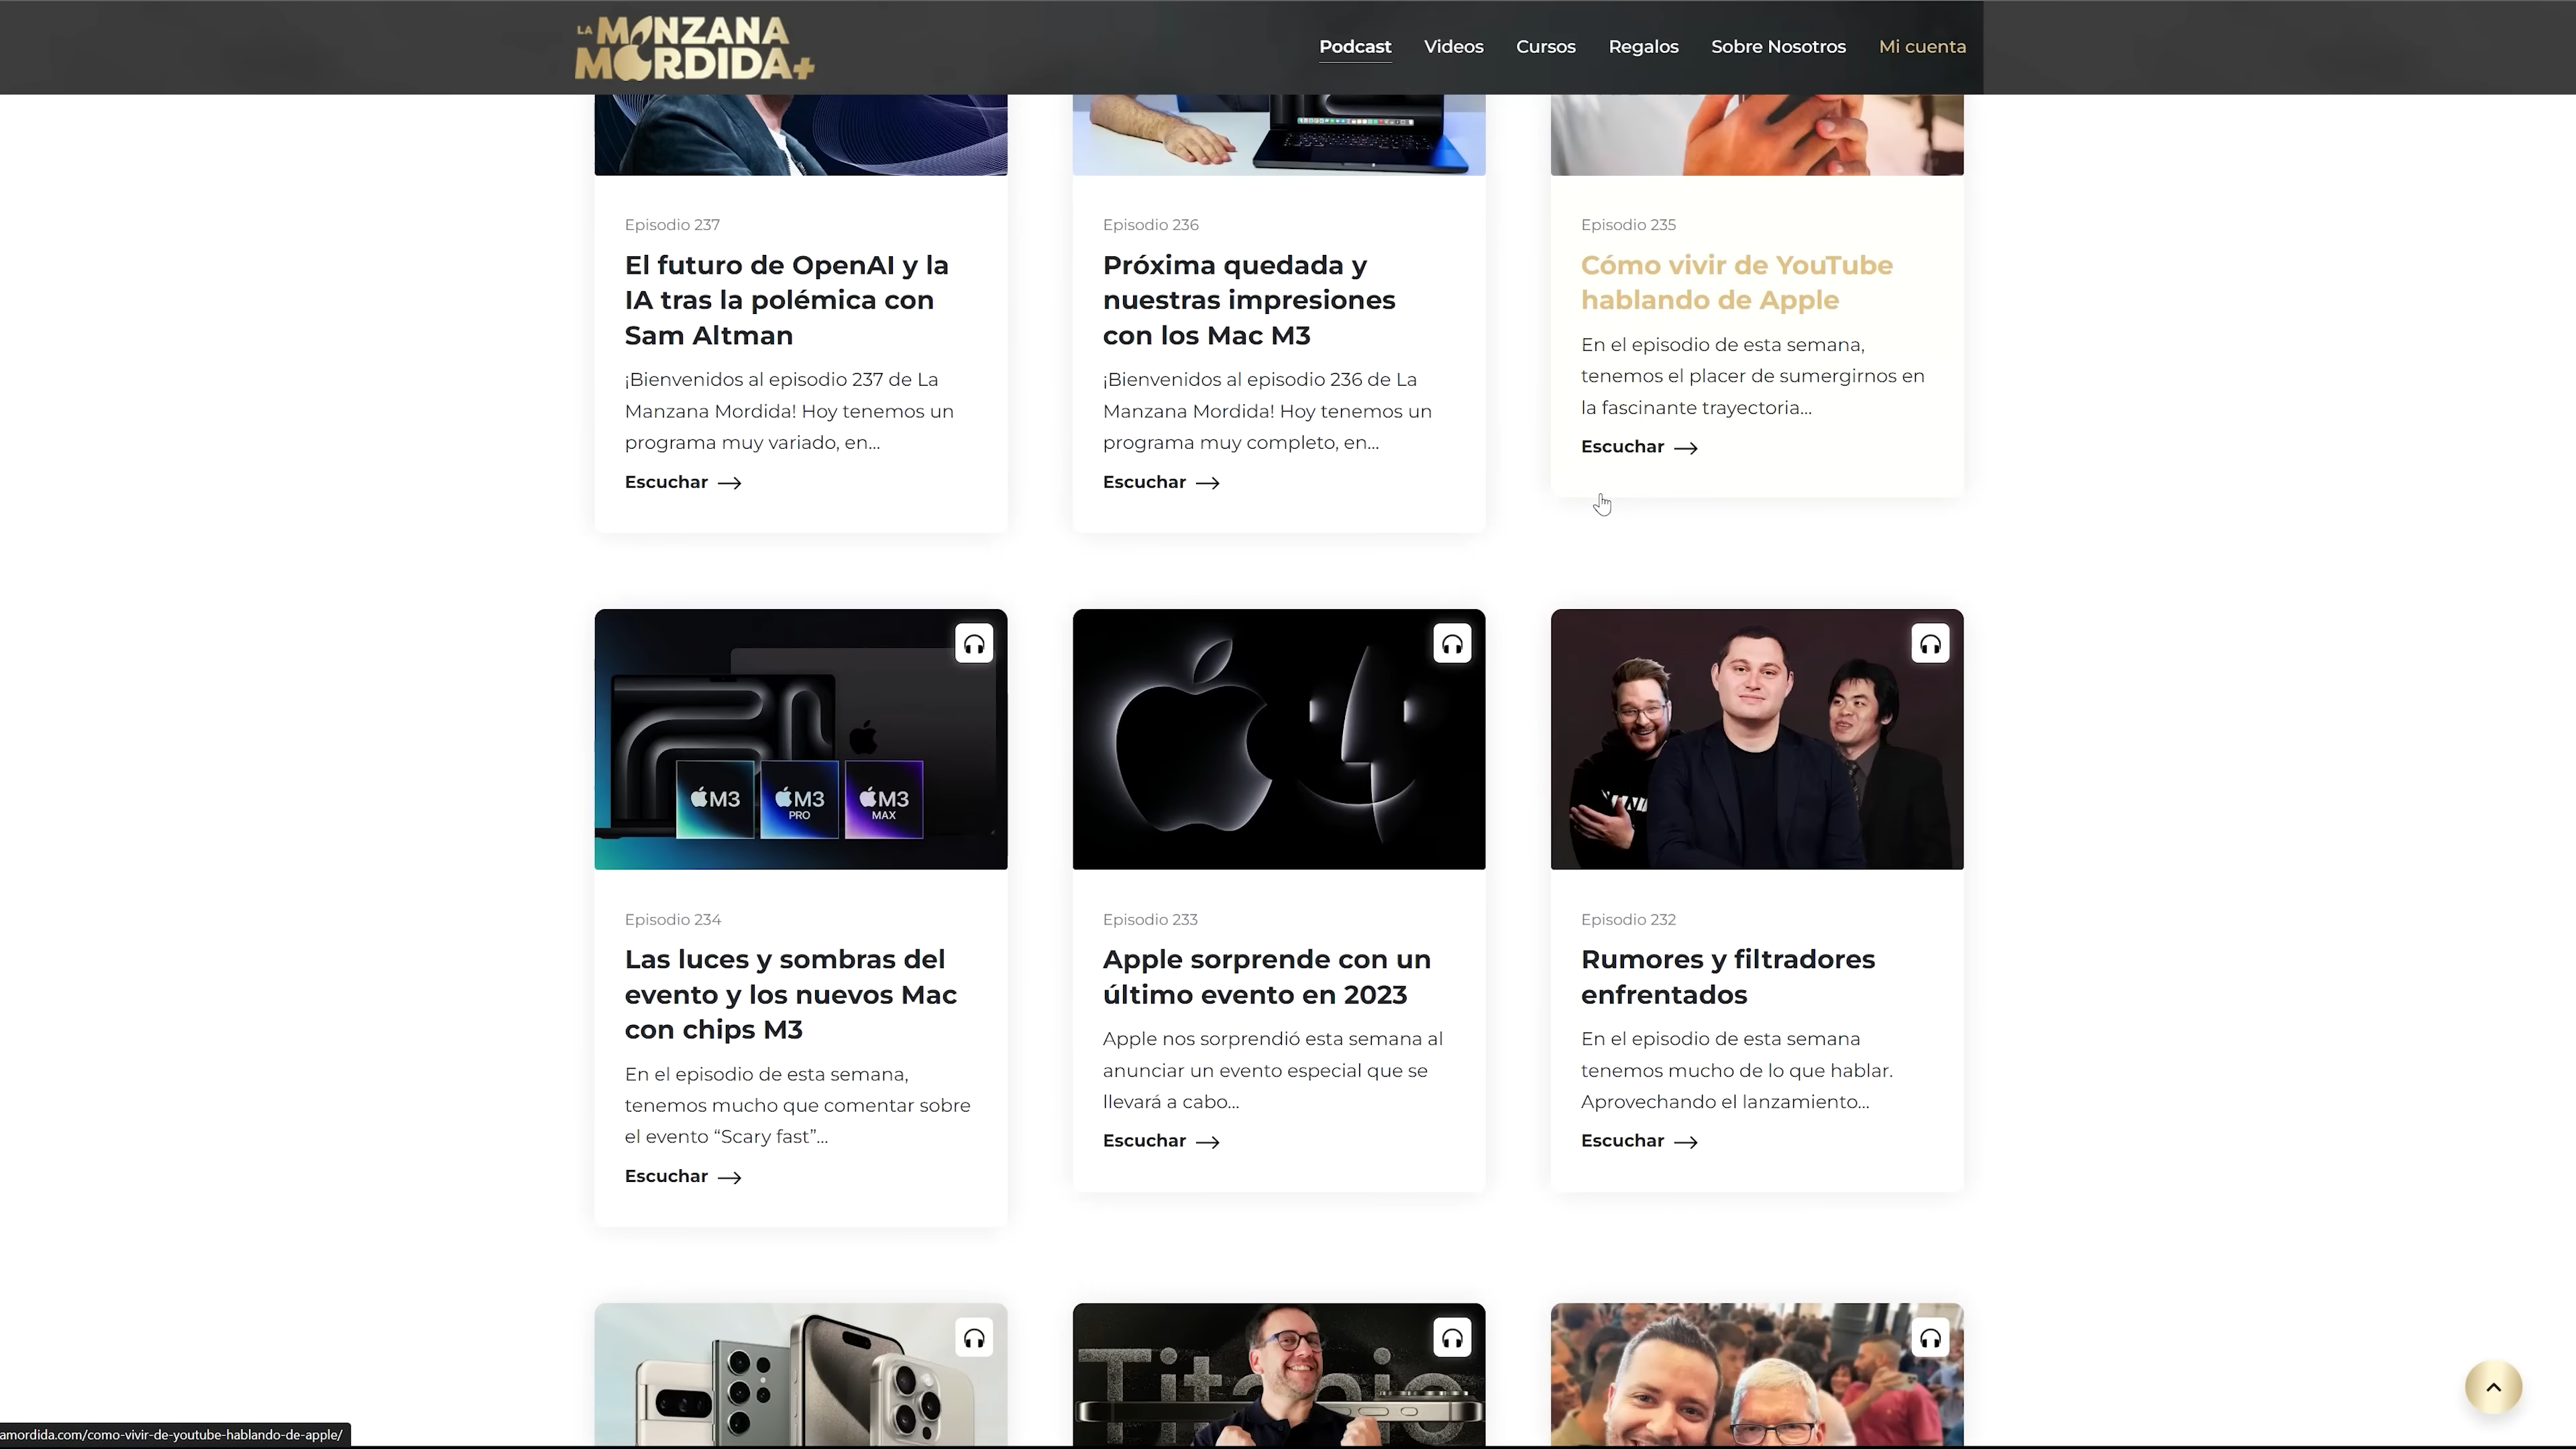 LA MANZANA
MORDIDA+
Podcast
Videos
Cursos
Regalos
Sobre Nosotros
Mi cuenta
Episodio 237
El futuro de OpenAI y la
IA tras la polémica con
Sam Altman
¡Bienvenidos al episodio 237 de La
Manzana Mordida! Hoy tenemos un
programa muy variado, en...
Escuchar
Episodio 236
Próxima quedada y
nuestras impresiones
con los Mac M3
¡Bienvenidos al episodio 236 de La
Manzana Mordida! Hoy tenemos un
programa muy completo, en...
Escuchar
Episodio 235
Cómo vivir de YouTube
hablando de Apple
En el episodio de esta semana,
tenemos el placer de sumergirnos en
la fascinante trayectoria...
Escuchar
M3
M3
PRO
M3
MAX
Episodio 234
Las luces y sombras del
evento y los nuevos Mac
con chips M3
En el episodio de esta semana,
tenemos mucho que comentar sobre
el evento “Scary fast”...
Escuchar
Episodio 233
Apple sorprende con un
último evento en 2023
Apple nos sorprendió esta semana al
anunciar un evento especial que se
llevará a cabo...
Escuchar
Episodio 232
Rumores y filtradores
enfrentados
En el episodio de esta semana
tenemos mucho de lo que hablar.
Aprovechando el lanzamiento...
Escuchar
amordida.com/como-vivir-de-youtube-hablando-de-apple/